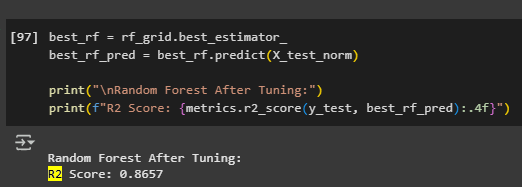 [97] best_rf = rf_grid.best_estimator_
best_rf_pred = best_rf.predict(X_test_norm)
print("\nRandom Forest After Tuning:")
print(f"R2 Score: {metrics.r2_score(y_test, best_rf_pred):.4f}")
Random Forest After Tuning:
R2 Score: 0.8657